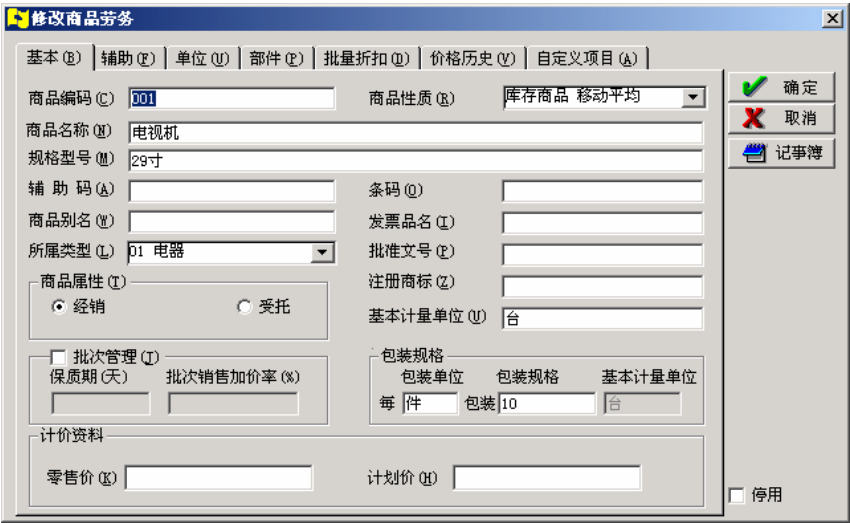 修改商品劳务
基本(B) 辅助(F) 单位(U) 部件(P) 批量折扣(D) 价格历史(V) 自定义项目(A)
商品编码(C) 001 商品性质(R) 库存商品 移动平均
商品名称(N) 电视机
规格型号(M) 29寸
辅 助 码(A) 条码(O)
商品别名(W) 发票品名(I)
所属类型(L) 01 电器 批准文号(P)
商品属性(T) 注册商标(Z)
经销 受托
基本计量单位(U) 台
批次管理(T) 包装规格
保质期(天) 批次销售加价率(%) 包装单位 包装规格 基本计量单位
每 件 包装 10 台
计价资料
零售价(K) 计划价(H)
确定
取消
记事簿
停用